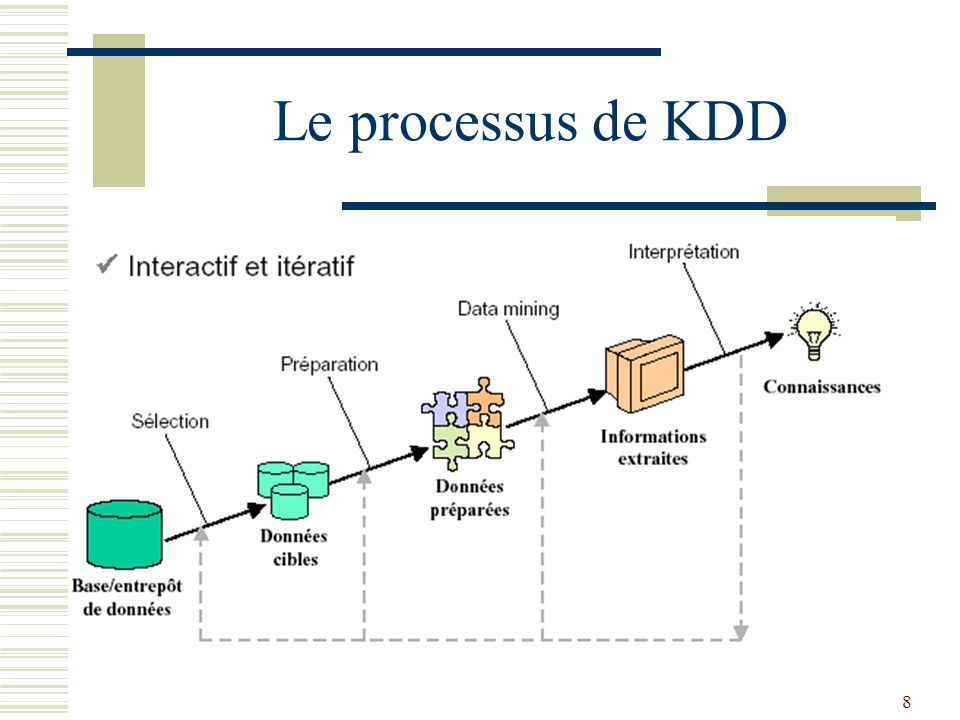 Le processus de KDD
✓ Interactif et itératif
Interprétation
Data mining
Préparation
Sélection
Connaissances
Informations
extraites
Données
préparées
Données
cibles
Base/entrepôt
de données
8